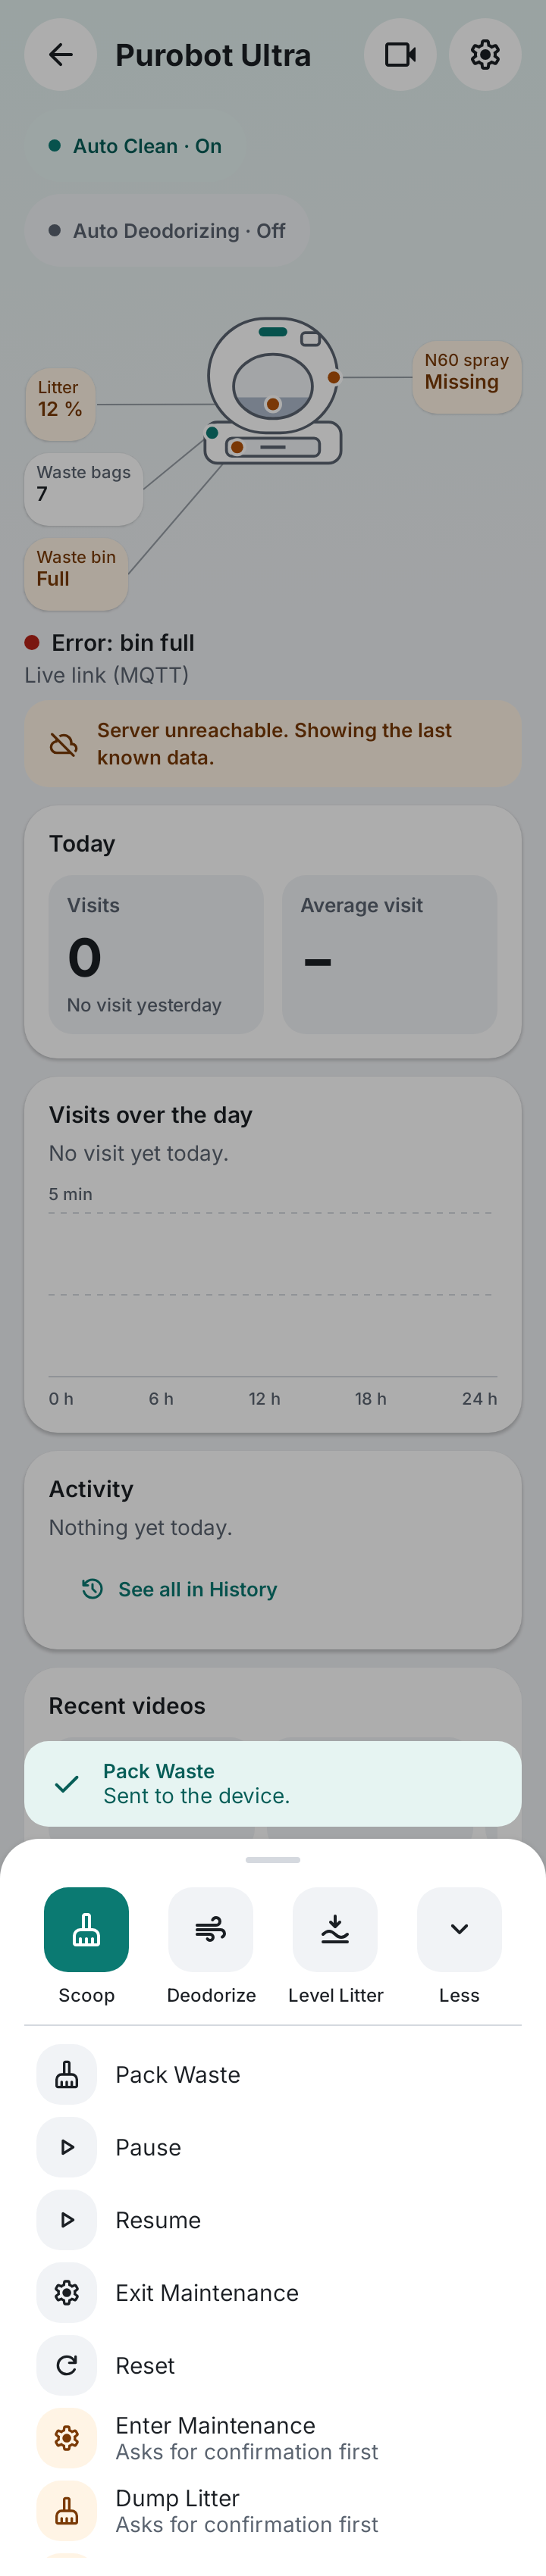 Purobot Ultra
Auto Clean · On
Auto Deodorizing · Off
N60 spray
Missing
Litter
12 %
Waste bags
7
Waste bin
Full
Error: bin full
Live link (MQTT)
Server unreachable. Showing the last
known data.
Today
Visits
0
No visit yesterday
Average visit
–
Visits over the day
No visit yet today.
5 min
0 h 6 h 12 h 18 h 24 h
Activity
Nothing yet today.
See all in History
Recent videos
Pack Waste
Sent to the device.
Scoop Deodorize Level Litter Less
Pack Waste
Pause
Resume
Exit Maintenance
Reset
Enter Maintenance
Asks for confirmation first
Dump Litter
Asks for confirmation first